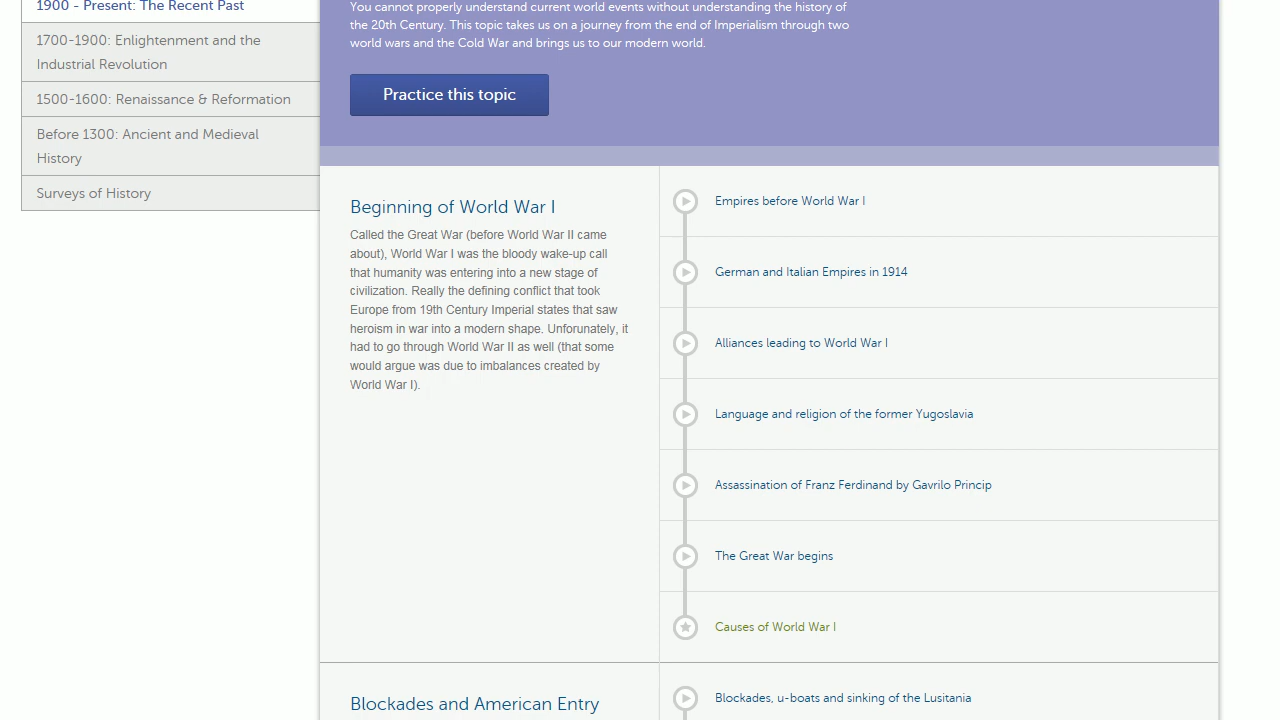 1900 - Present: The Recent Past
1700-1900: Enlightenment and the
Industrial Revolution
1500-1600: Renaissance & Reformation
Before 1300: Ancient and Medieval
History
Surveys of History
You cannot properly understand current world events without understanding the history of
the 20th Century. This topic takes us on a journey from the end of Imperialism through two
world wars and the Cold War and brings us to our modern world.
Practice this topic
Beginning of World War I
Called the Great War (before World War II came
about), World War I was the bloody wake-up call
that humanity was entering into a new stage of
civilization. Really the defining conflict that took
Europe from 19th Century Imperial states that saw
heroism in war into a modern shape. Unforunately, it
had to go through World War II as well (that some
would argue was due to imbalances created by
World War I).
Empires before World War I
German and Italian Empires in 1914
Alliances leading to World War I
Language and religion of the former Yugoslavia
Assassination of Franz Ferdinand by Gavrilo Princip
The Great War begins
Causes of World War I
Blockades and American Entry
Blockades, u-boats and sinking of the Lusitania